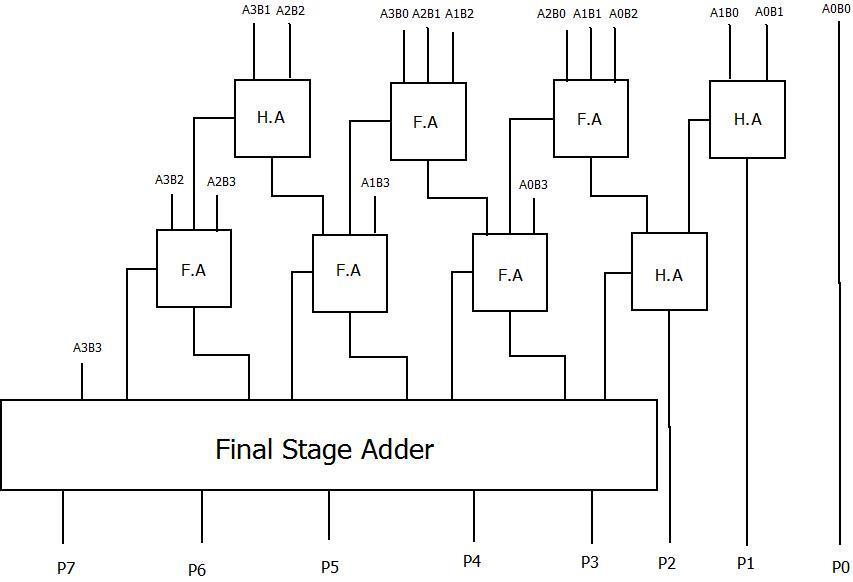 A3B1 A2B2 A3B0 A2B1 A1B2 A2B0 A1B1 A0B2 A1B0 A0B1 A0B0
H.A F.A F.A H.A
A3B2 A2B3 A1B3 A0B3
F.A F.A F.A H.A
A3B3
Final Stage Adder
P7 P6 P5 P4 P3 P2 P1 P0